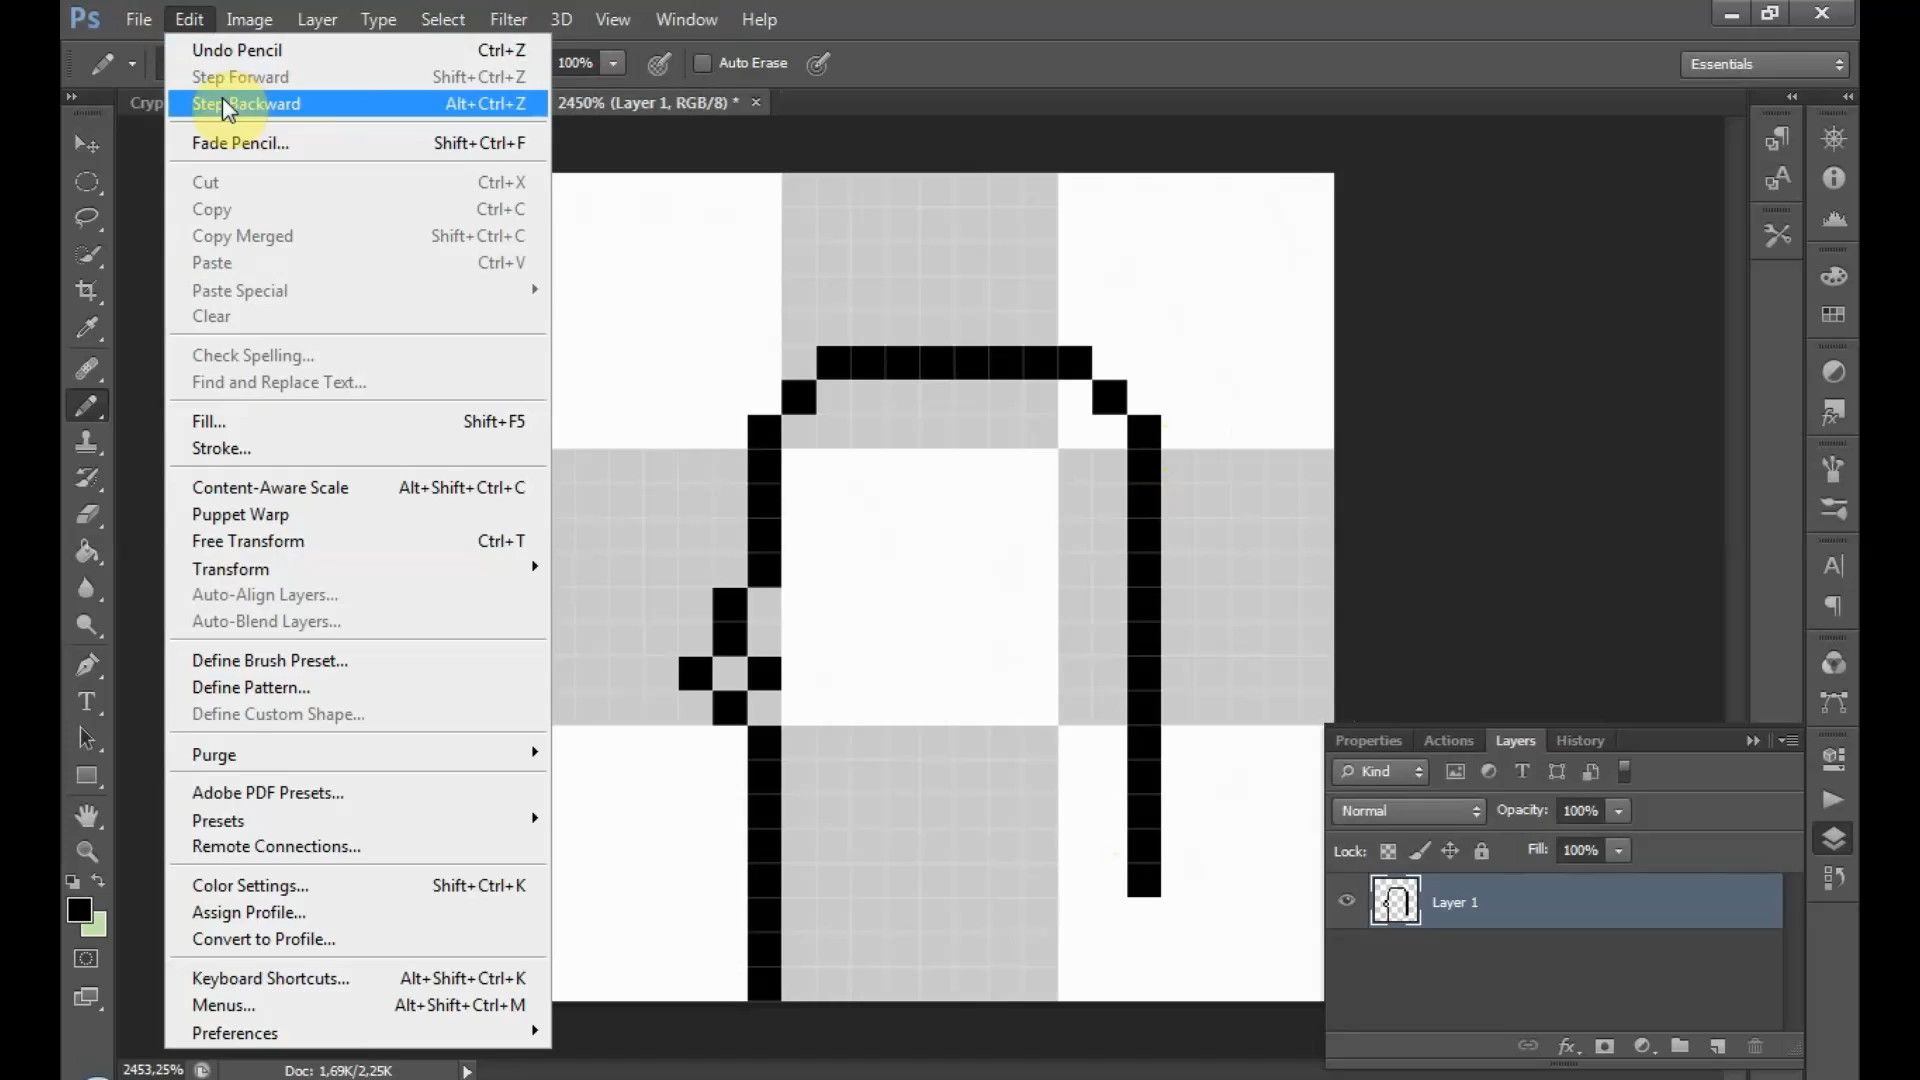 Ps File Edit Image Layer Type Select Filter 3D View Window Help
100% Auto Erase Essentials
Cryp 2450% (Layer 1, RGB/8) *
Undo Pencil Ctrl+Z
Step Forward Shift+Ctrl+Z
Step Backward Alt+Ctrl+Z
Fade Pencil... Shift+Ctrl+F
Cut Ctrl+X
Copy Ctrl+C
Copy Merged Shift+Ctrl+C
Paste Ctrl+V
Paste Special
Clear
Check Spelling...
Find and Replace Text...
Fill... Shift+F5
Stroke...
Content-Aware Scale Alt+Shift+Ctrl+C
Puppet Warp
Free Transform Ctrl+T
Transform
Auto-Align Layers...
Auto-Blend Layers...
Define Brush Preset...
Define Pattern...
Define Custom Shape...
Purge
Adobe PDF Presets...
Presets
Remote Connections...
Color Settings... Shift+Ctrl+K
Assign Profile...
Convert to Profile...
Keyboard Shortcuts... Alt+Shift+Ctrl+K
Menus... Alt+Shift+Ctrl+M
Preferences
Properties Actions Layers History
Kind
Normal Opacity: 100%
Lock: Fill: 100%
Layer 1
2453,25% Doc: 1,69K/2,25K